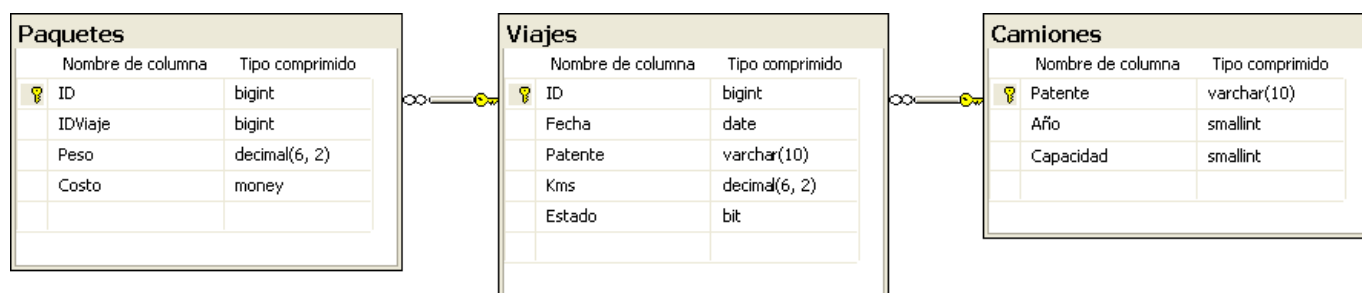 Paquetes
Nombre de columna Tipo comprimido
ID bigint
IDViaje bigint
Peso decimal(6, 2)
Costo money
Viajes
Nombre de columna Tipo comprimido
ID bigint
Fecha date
Patente varchar(10)
Kms decimal(6, 2)
Estado bit
Camiones
Nombre de columna Tipo comprimido
Patente varchar(10)
Año smallint
Capacidad smallint